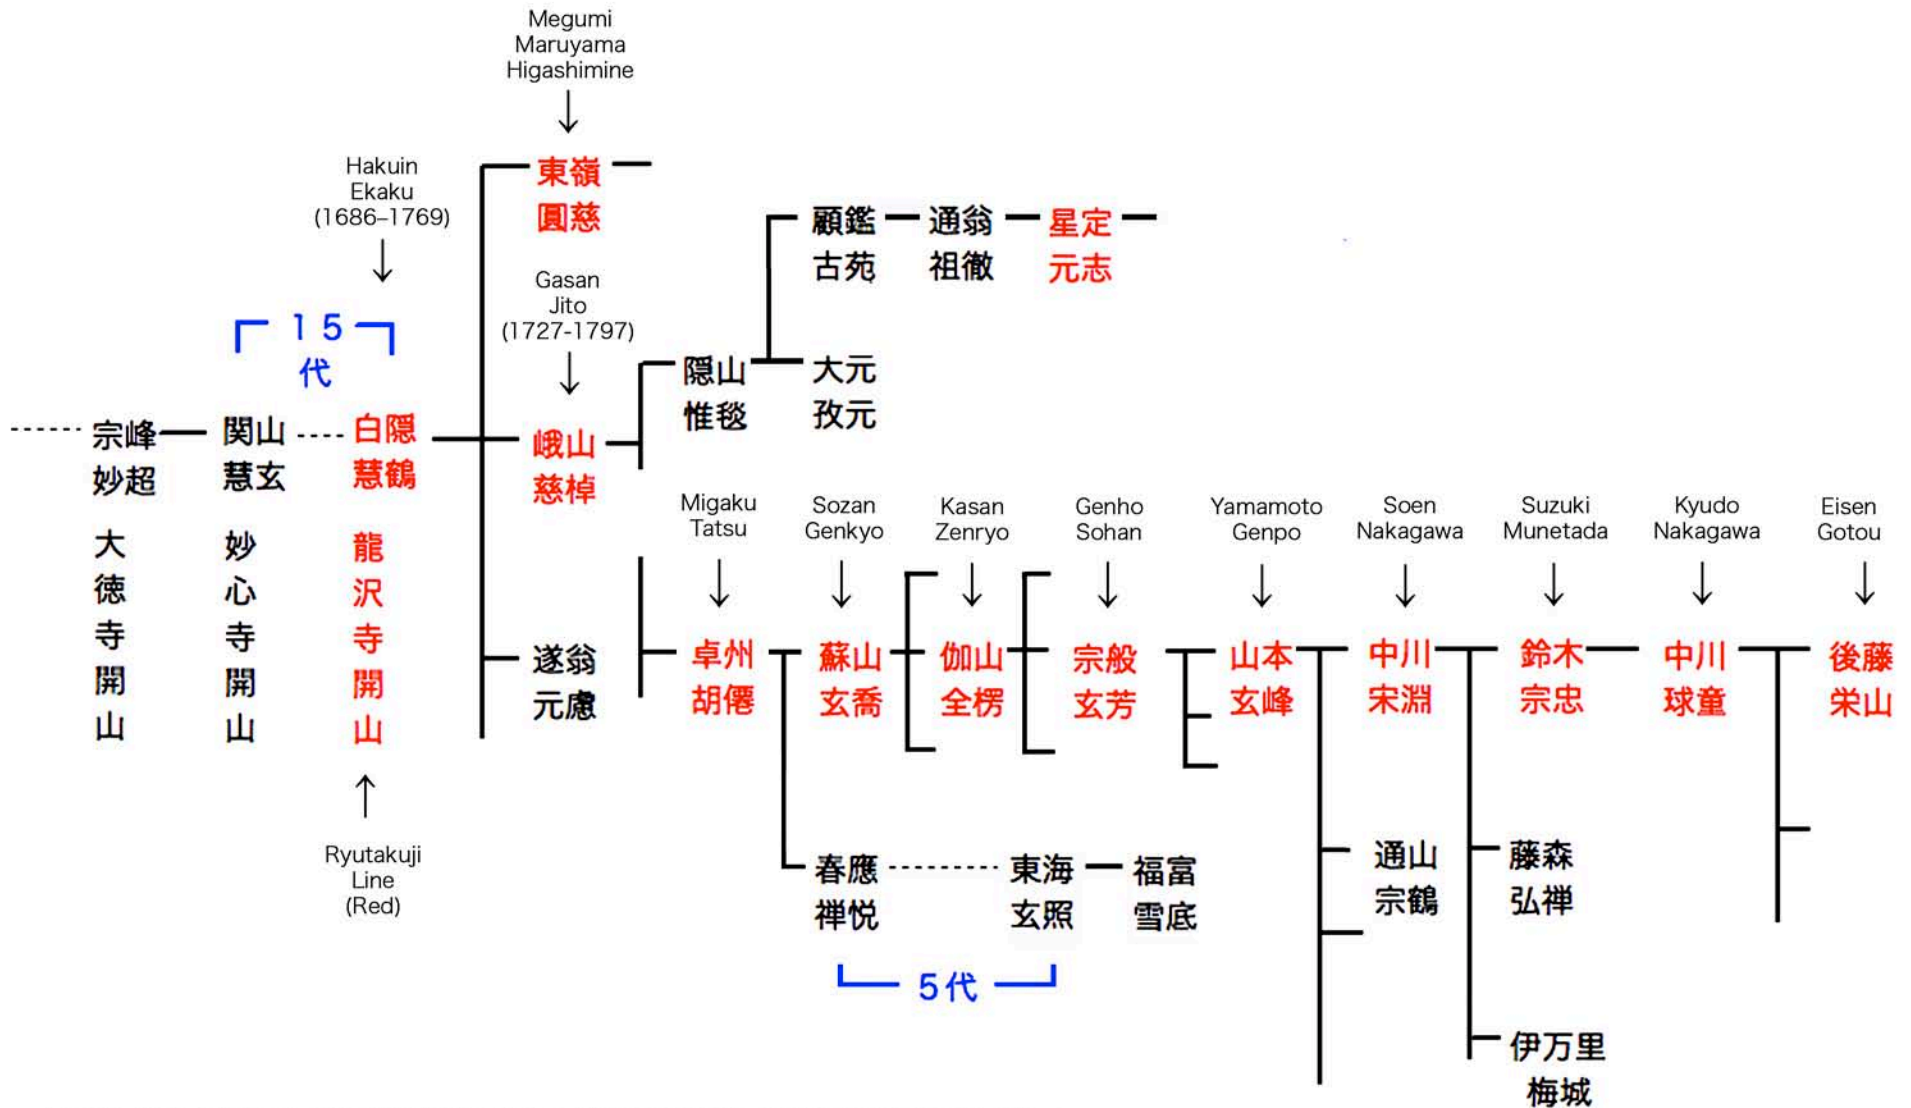 Megumi
Maruyama
Higashimine
東嶺
圓慈
Hakuin
Ekaku
(1686–1769)
Gasan
Jito
(1727-1797)
顧鑑
古苑
通翁
祖徹
星定
元志
15
代
隠山
惟琰
大元
孜元
宗峰
妙超
関山
慧玄
白隠
慧鶴
峨山
慈棹
大徳寺開山
妙心寺開山
龍沢寺開山
遂翁
元慮
Migaku
Tatsu
Sozan
Genkyo
Kasan
Zenryo
Genho
Sohan
Yamamoto
Genpo
Soen
Nakagawa
Suzuki
Munetada
Kyudo
Nakagawa
Eisen
Gotou
卓州
胡僊
蘇山
玄喬
伽山
全楞
宗般
玄芳
山本
玄峰
中川
宋淵
鈴木
宗忠
中川
球童
後藤
栄山
Ryutakuji
Line
(Red)
春應
禅悦
東海
玄照
福富
雪底
通山
宗鶴
藤森
弘禅
5代
伊万里
梅城